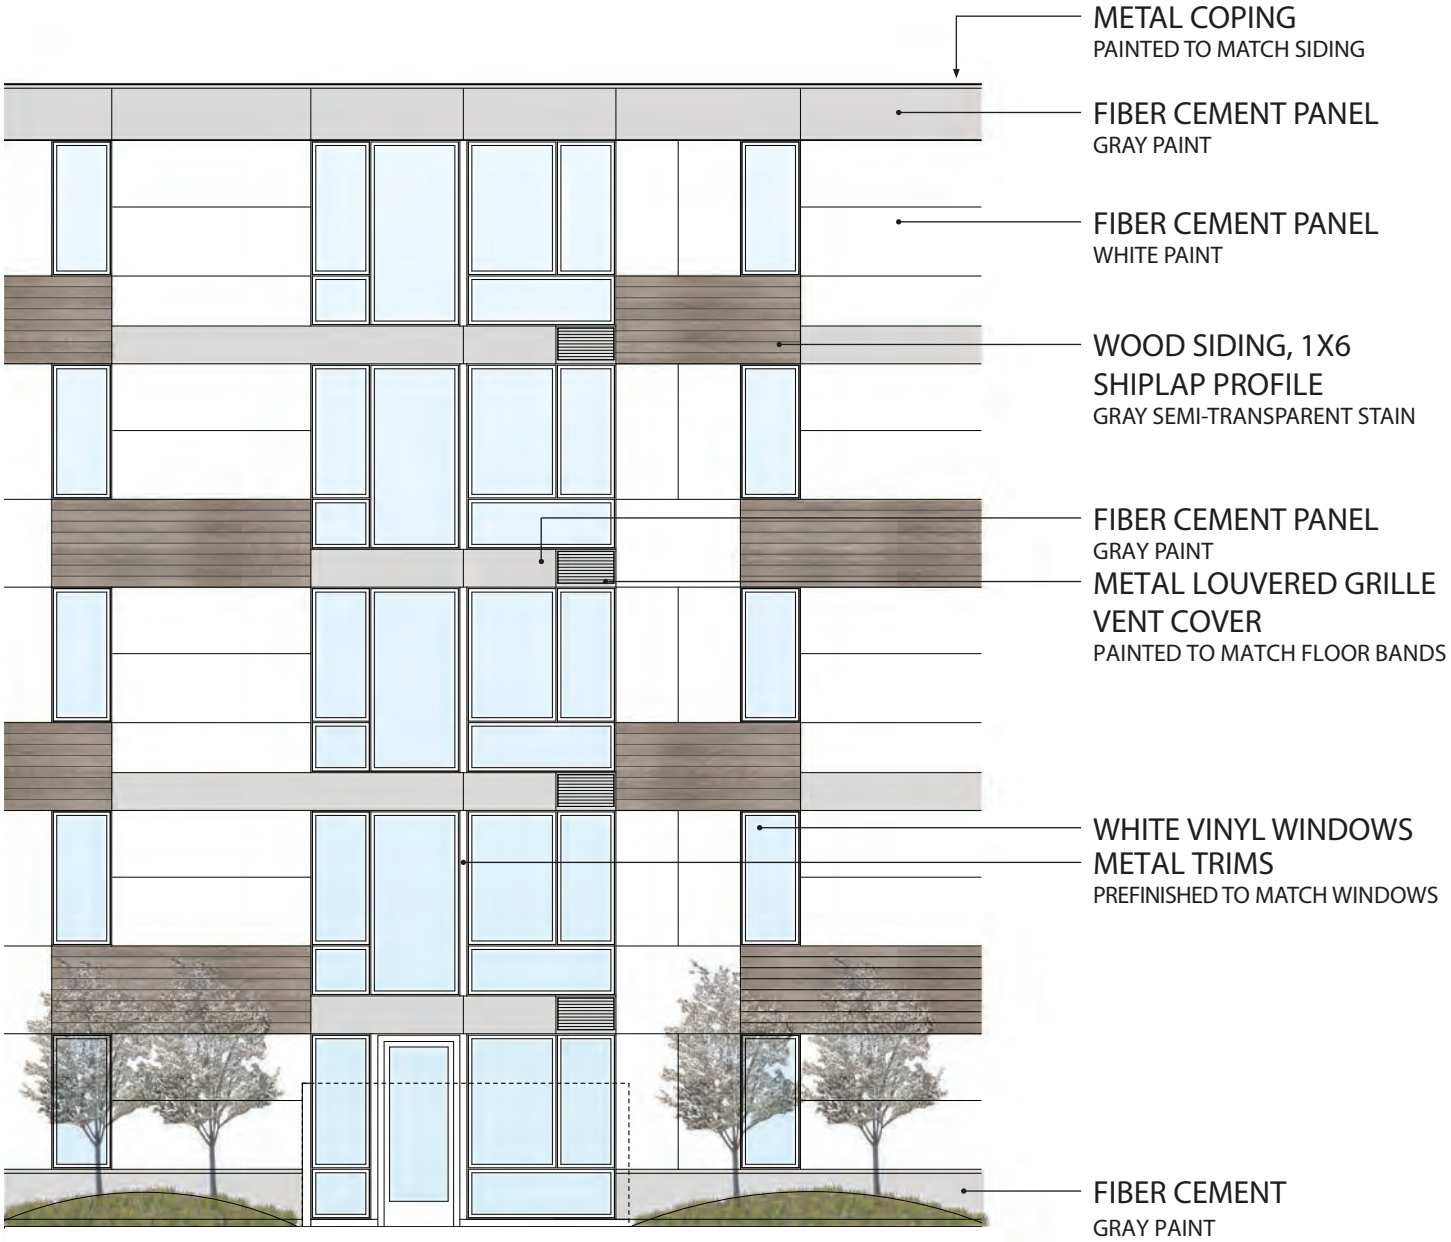 METAL COPING
PAINTED TO MATCH SIDING
FIBER CEMENT PANEL
GRAY PAINT
FIBER CEMENT PANEL
WHITE PAINT
WOOD SIDING, 1X6
SHIPLAP PROFILE
GRAY SEMI-TRANSPARENT STAIN
FIBER CEMENT PANEL
GRAY PAINT
METAL LOUVERED GRILLE
VENT COVER
PAINTED TO MATCH FLOOR BANDS
WHITE VINYL WINDOWS
METAL TRIMS
PREFINISHED TO MATCH WINDOWS
FIBER CEMENT
GRAY PAINT